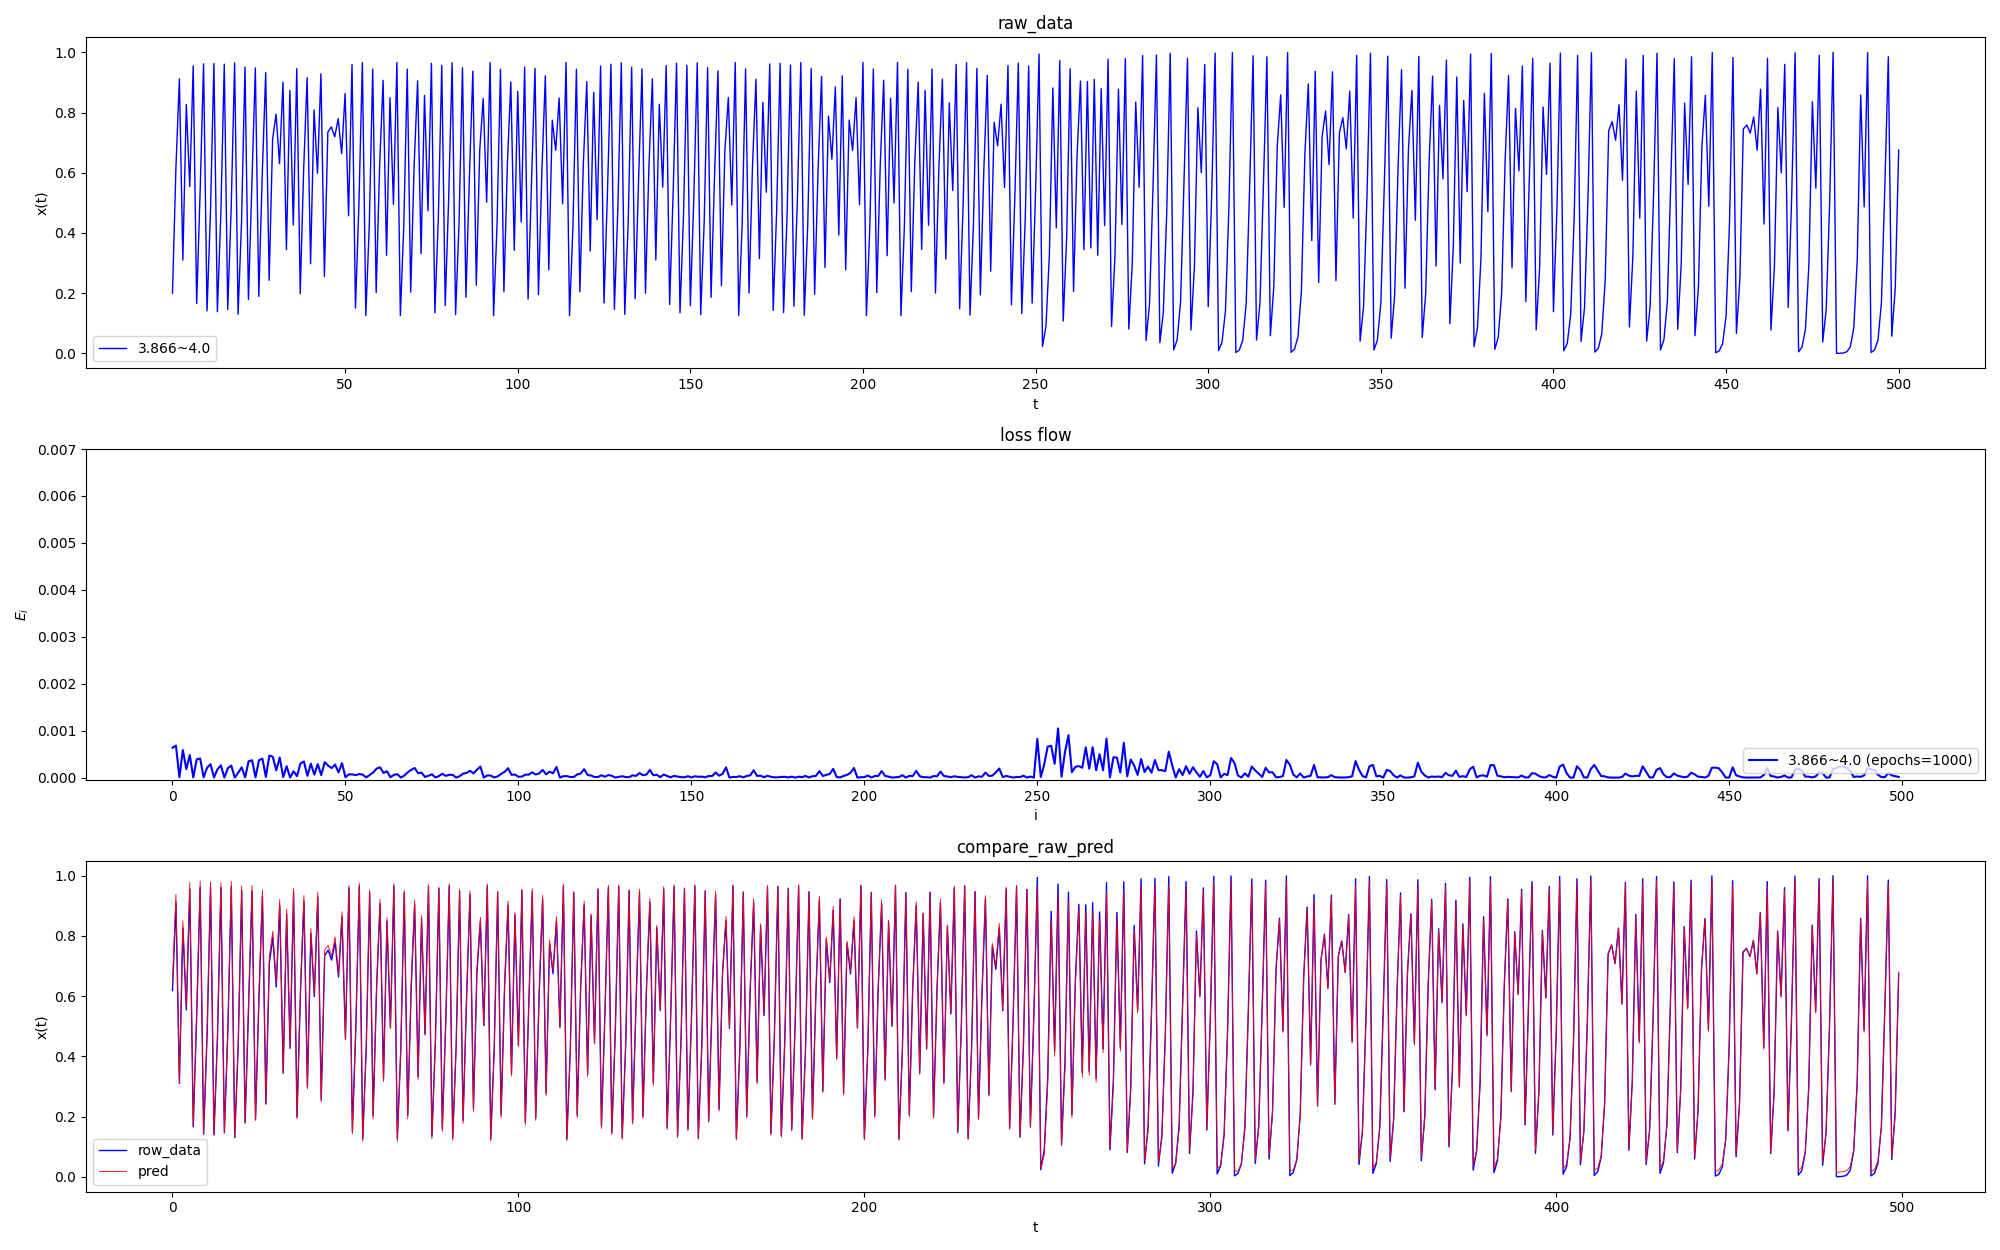 raw_data
1.0
0.8
0.6
0.4
0.2
0.0
x(t)
3.866~4.0
50 100 150 200 250 300 350 400 450 500
t
loss flow
0.007
0.006
0.005
0.004
0.003
0.002
0.001
0.000
E_i
3.866~4.0 (epochs=1000)
0 50 100 150 200 250 300 350 400 450 500
i
compare_raw_pred
1.0
0.8
0.6
0.4
0.2
0.0
x(t)
row_data
pred
0 100 200 300 400 500
t